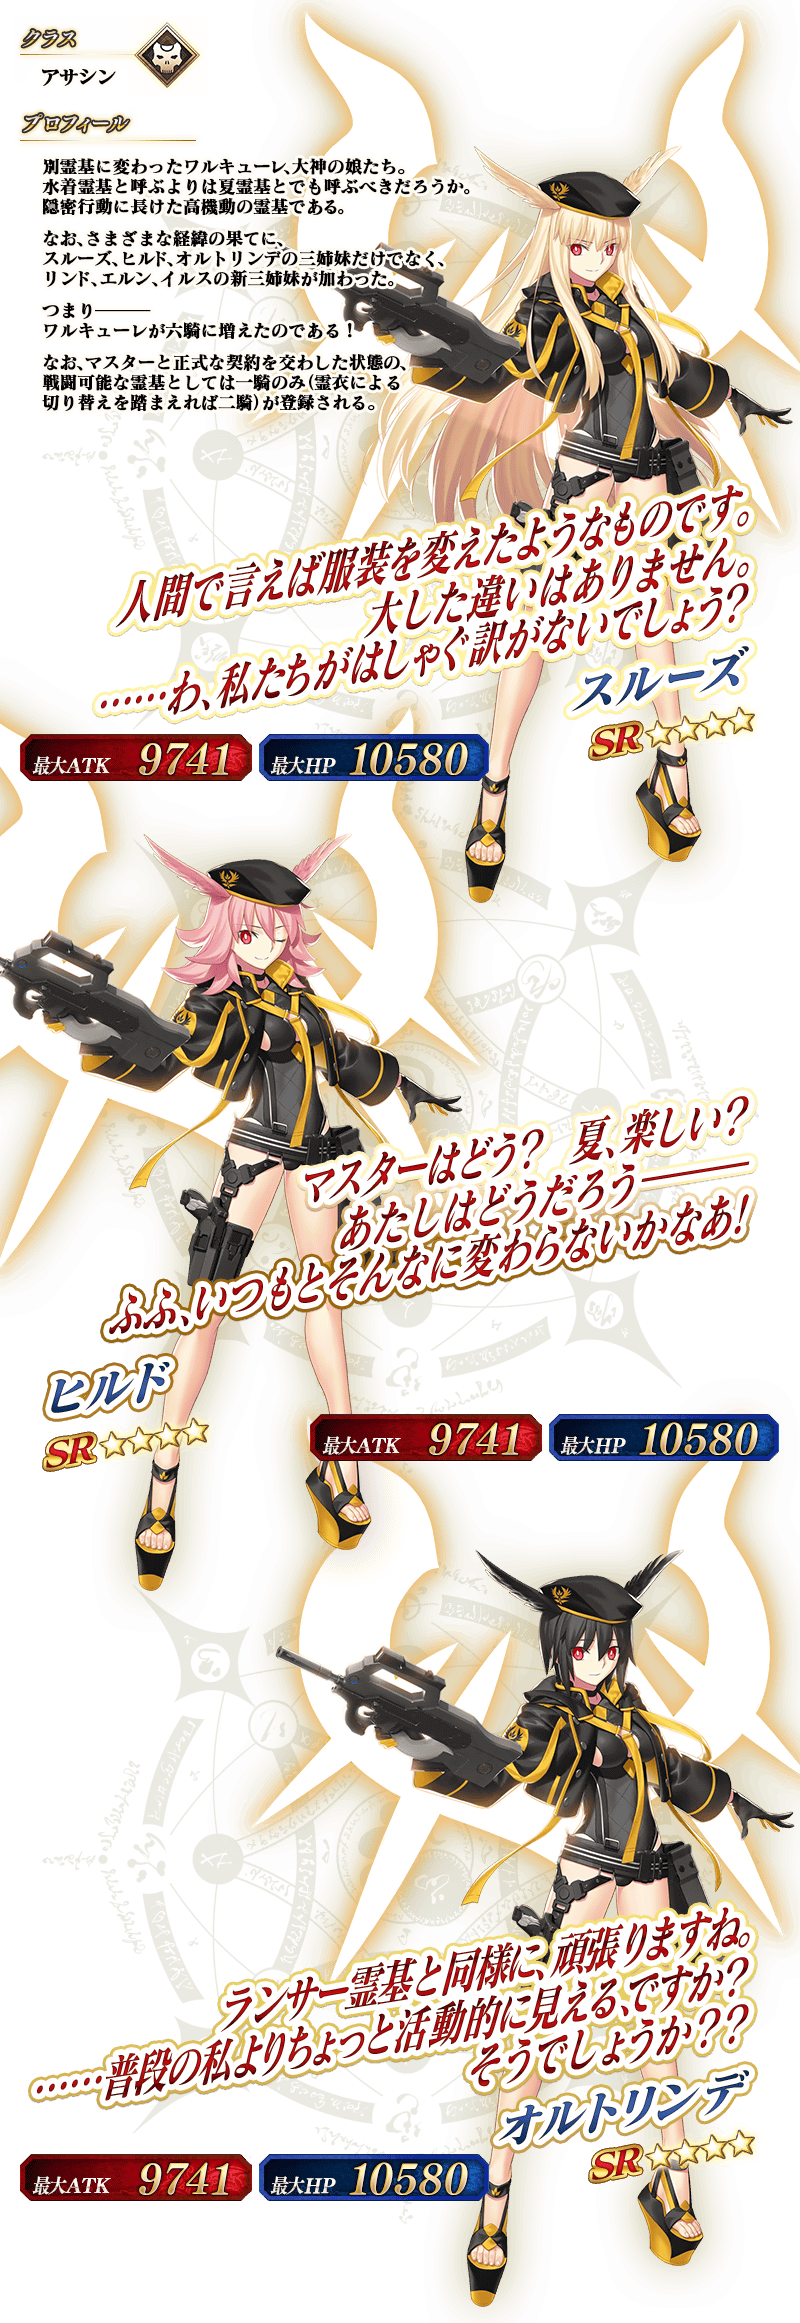 クラス
アサシン
プロフィール
別霊基に変わったワルキューレ、大神の娘たち。
水着霊基と呼ぶよりは夏霊基とでも呼ぶべきだろうか。
隠密行動に長けた高機動の霊基である。
なお、さまざまな経緯の果てに、
スルーズ、ヒルド、オルトリンデの三姉妹だけでなく、
リンド、エルン、イルスの新三姉妹が加わった。
つまり———
ワルキューレが六騎に増えたのである！
なお、マスターと正式な契約を交わした状態の、
戦闘可能な霊基としては一騎のみ（霊衣による
切り替えを踏まえれば二騎）が登録される。
人間で言えば服装を変えたようなものです。
大した違いはありません。
……わ、私たちがはしゃぐ訳がないでしょう？
スルーズ
SR
最大ATK 9741 最大HP 10580
マスターはどう？　夏、楽しい？
あたしはどうだろう———
ふふ、いつもとそんなに変わらないかなあ！
ヒルド
SR
最大ATK 9741 最大HP 10580
ランサー霊基と同様に、頑張りますね。
……普段の私よりちょっと活動的に見える、ですか？
そうでしょうか？？
オルトリンデ
SR
最大ATK 9741 最大HP 10580